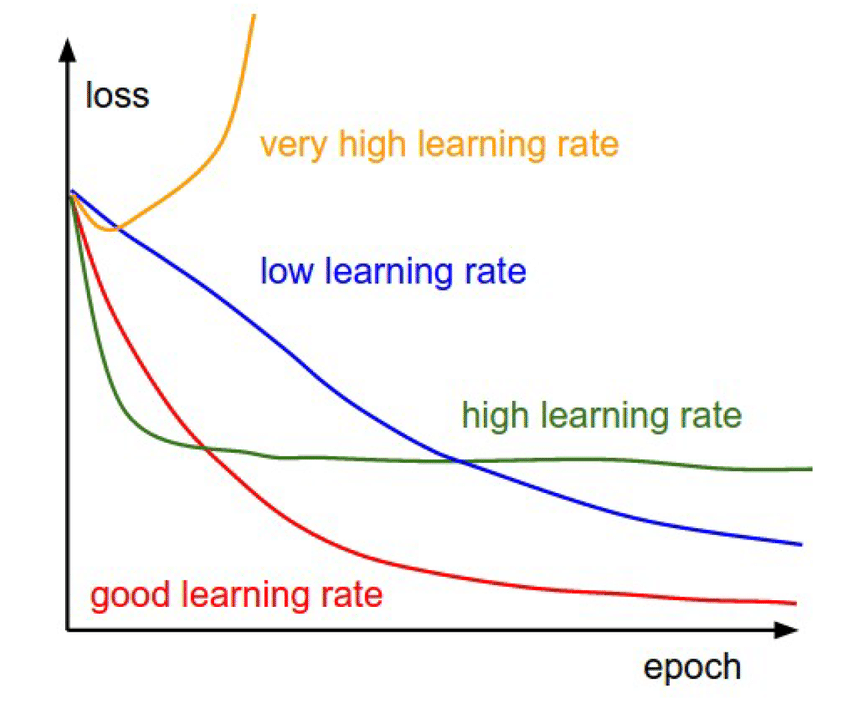 loss
very high learning rate
low learning rate
high learning rate
good learning rate
epoch